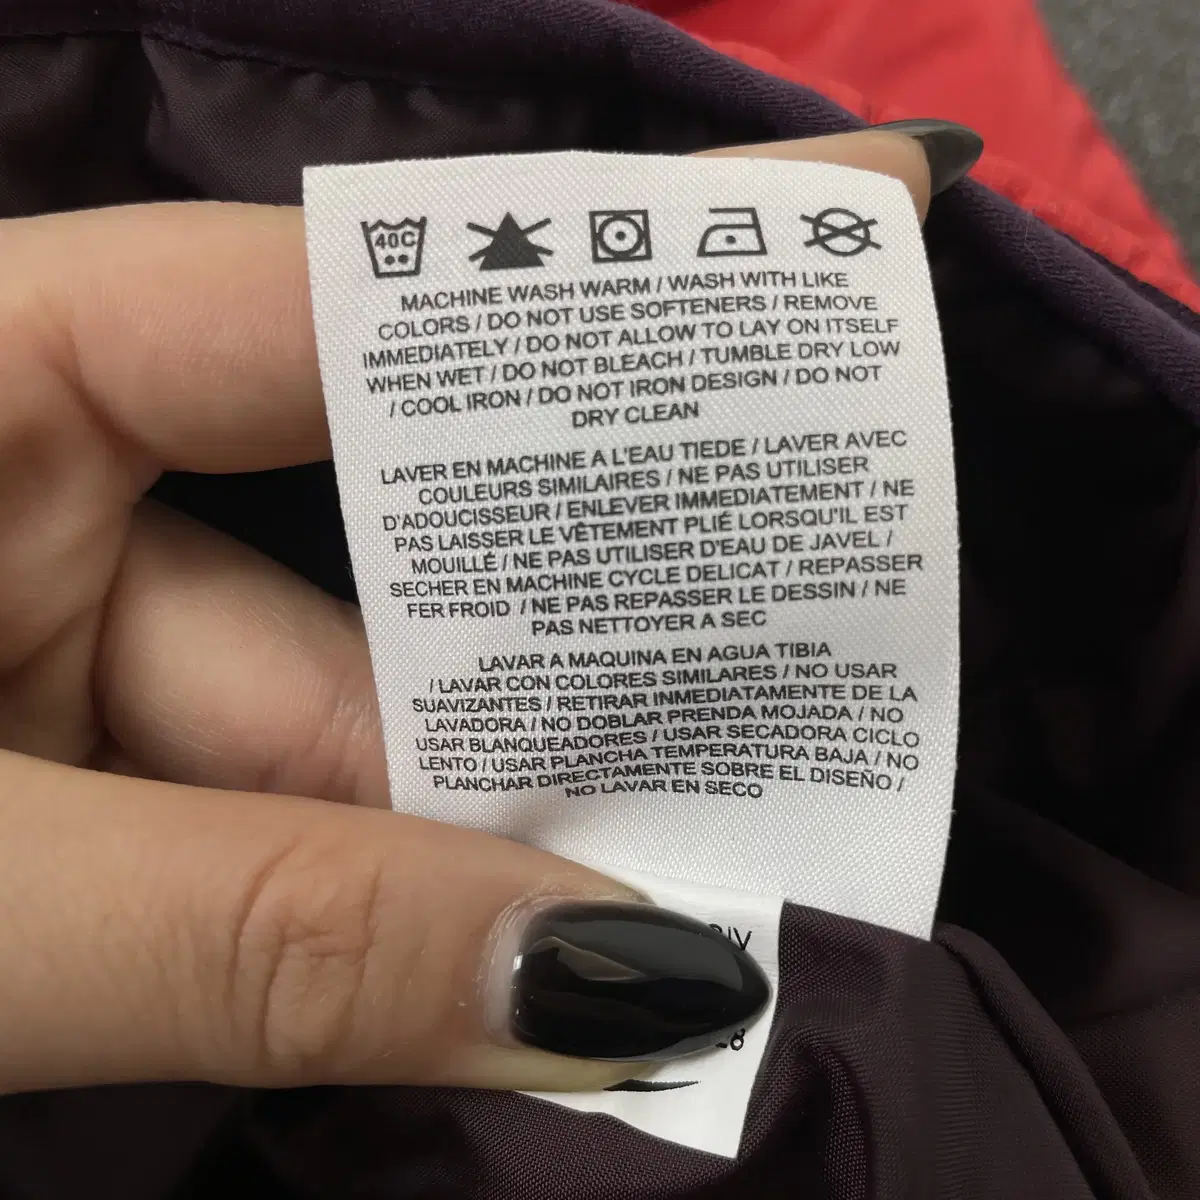 40C
MACHINE WASH WARM / WASH WITH LIKE
COLORS / DO NOT USE SOFTENERS / REMOVE
IMMEDIATELY / DO NOT ALLOW TO LAY ON ITSELF
WHEN WET / DO NOT BLEACH / TUMBLE DRY LOW
/ COOL IRON / DO NOT IRON DESIGN / DO NOT
DRY CLEAN
LAVER EN MACHINE A L'EAU TIEDE / LAVER AVEC
COULEURS SIMILAIRES / NE PAS UTILISER
D'ADOUCISSEUR / ENLEVER IMMEDIATEMENT / NE
PAS LAISSER LE VÊTEMENT PLIÉ LORSQU'IL EST
MOUILLÉ / NE PAS UTILISER D'EAU DE JAVEL /
SECHER EN MACHINE CYCLE DELICAT / REPASSER
FER FROID / NE PAS REPASSER LE DESSIN / NE
PAS NETTOYER A SEC
LAVAR A MAQUINA EN AGUA TIBIA
/ LAVAR CON COLORES SIMILARES / NO USAR
SUAVIZANTES / RETIRAR INMEDIATAMENTE DE LA
LAVADORA / NO DOBLAR PRENDA MOJADA / NO
USAR BLANQUEADORES / USAR SECADORA CICLO
LENTO / USAR PLANCHA TEMPERATURA BAJA / NO
PLANCHAR DIRECTAMENTE SOBRE EL DISEÑO /
NO LAVAR EN SECO